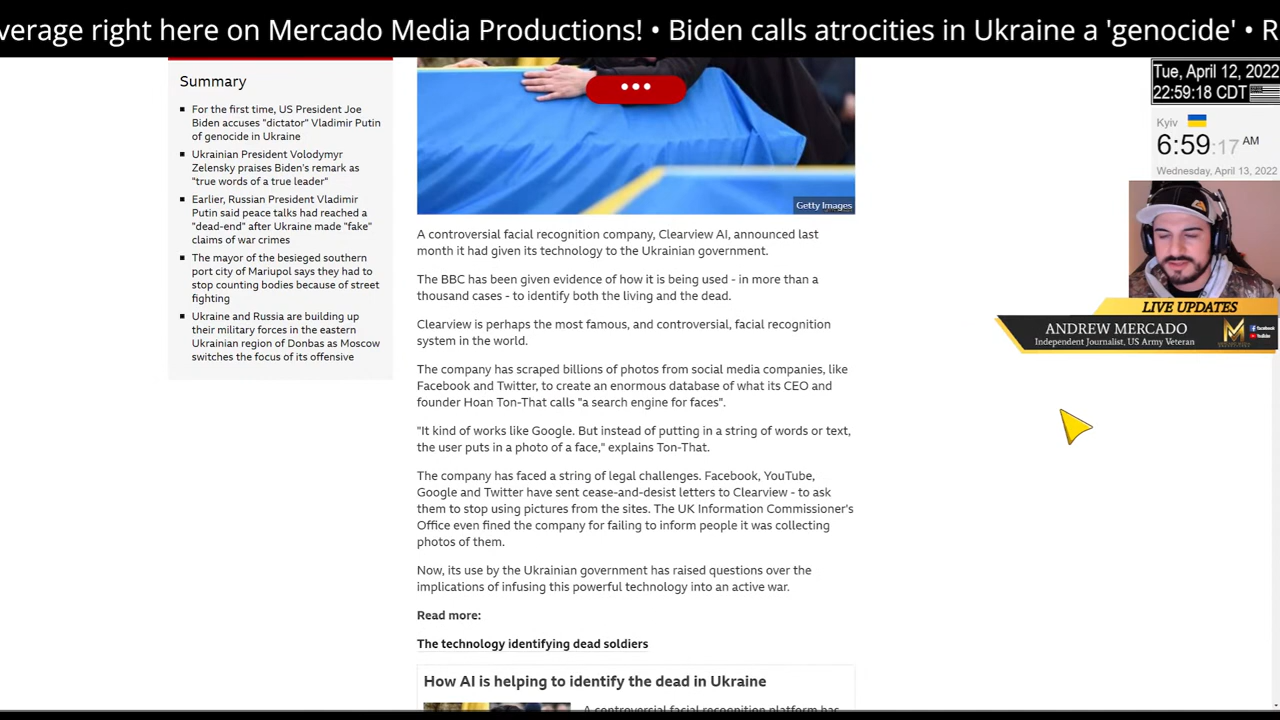 verage right here on Mercado Media Productions! • Biden calls atrocities in Ukraine a 'genocide' • R
Summary
For the first time, US President Joe
Biden accuses "dictator" Vladimir Putin
of genocide in Ukraine
Ukrainian President Volodymyr
Zelensky praises Biden's remark as
"true words of a true leader"
Earlier, Russian President Vladimir
Putin said peace talks had reached a
"dead-end" after Ukraine made "fake"
claims of war crimes
The mayor of the besieged southern
port city of Mariupol says they had to
stop counting bodies because of street
fighting
Ukraine and Russia are building up
their military forces in the eastern
Ukrainian region of Donbas as Moscow
switches the focus of its offensive
Getty Images
A controversial facial recognition company, Clearview AI, announced last
month it had given its technology to the Ukrainian government.
The BBC has been given evidence of how it is being used - in more than a
thousand cases - to identify both the living and the dead.
Clearview is perhaps the most famous, and controversial, facial recognition
system in the world.
The company has scraped billions of photos from social media companies, like
Facebook and Twitter, to create an enormous database of what its CEO and
founder Hoan Ton-That calls "a search engine for faces".
"It kind of works like Google. But instead of putting in a string of words or text,
the user puts in a photo of a face," explains Ton-That.
The company has faced a string of legal challenges. Facebook, YouTube,
Google and Twitter have sent cease-and-desist letters to Clearview - to ask
them to stop using pictures from the sites. The UK Information Commissioner's
Office even fined the company for failing to inform people it was collecting
photos of them.
Now, its use by the Ukrainian government has raised questions over the
implications of infusing this powerful technology into an active war.
Read more:
The technology identifying dead soldiers
How AI is helping to identify the dead in Ukraine
A controversial facial recognition platform has
Tue, April 12, 2022
22:59:18 CDT
Kyiv
6:59:17 AM
Wednesday, April 13, 2022
LIVE UPDATES
ANDREW MERCADO
Independent Journalist, US Army Veteran
facebook
YouTube